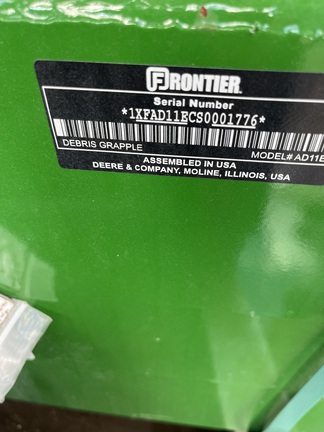 FRONTIER
Serial Number
*1XFAD11ECS0001776*
DEBRIS GRAPPLE MODEL# AD11E
ASSEMBLED IN USA
DEERE & COMPANY, MOLINE, ILLINOIS, USA